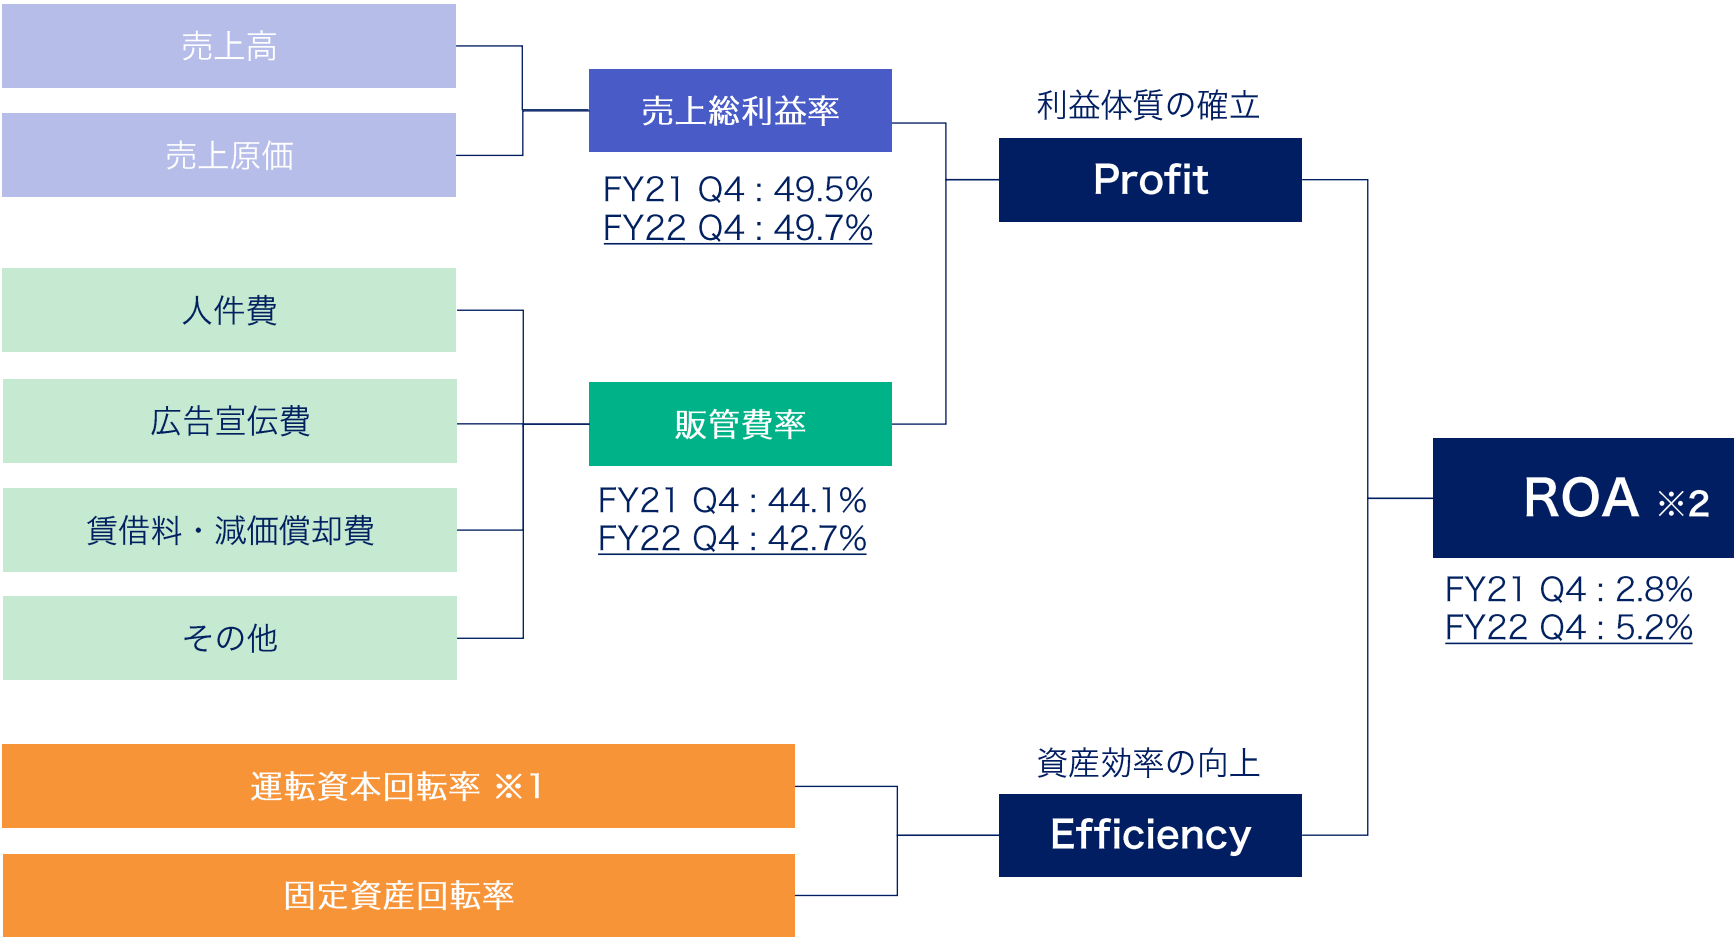 売上高
売上原価
売上総利益率
FY21 Q4 : 49.5%
FY22 Q4 : 49.7%
利益体質の確立
Profit
人件費
広告宣伝費
賃借料・減価償却費
その他
販管費率
FY21 Q4 : 44.1%
FY22 Q4 : 42.7%
ROA ※2
FY21 Q4 : 2.8%
FY22 Q4 : 5.2%
運転資本回転率 ※1
固定資産回転率
資産効率の向上
Efficiency